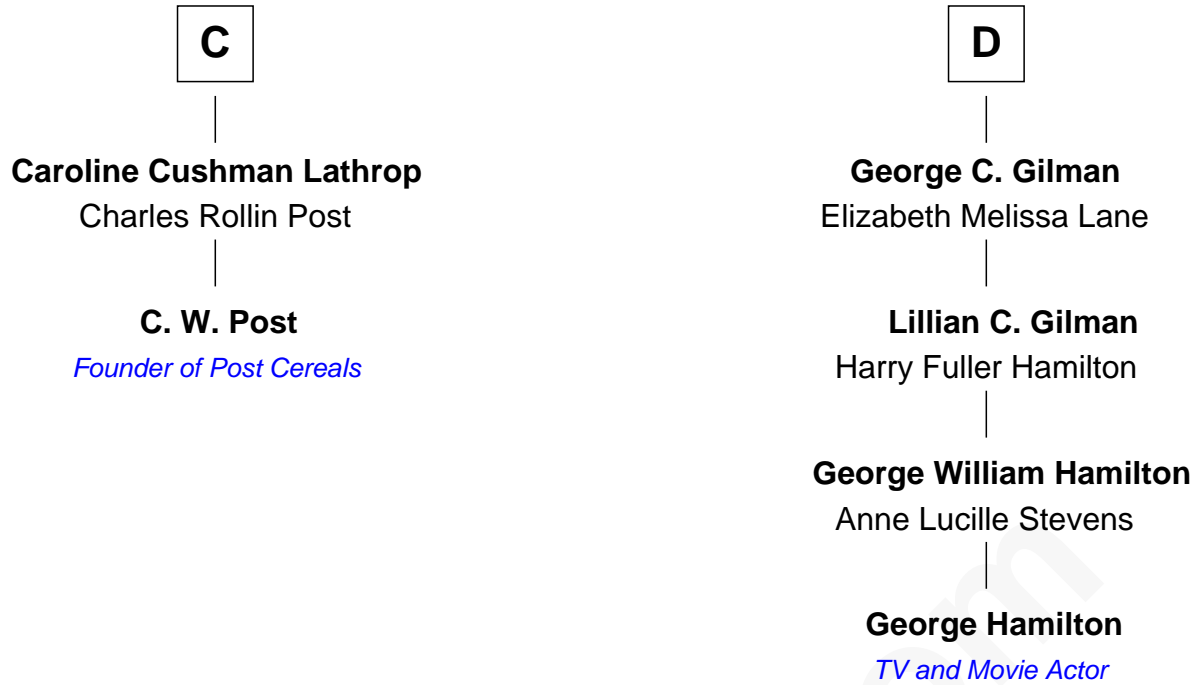 C
Caroline Cushman Lathrop
Charles Rollin Post
C. W. Post
Founder of Post Cereals
D
George C. Gilman
Elizabeth Melissa Lane
Lillian C. Gilman
Harry Fuller Hamilton
George William Hamilton
Anne Lucille Stevens
George Hamilton
TV and Movie Actor